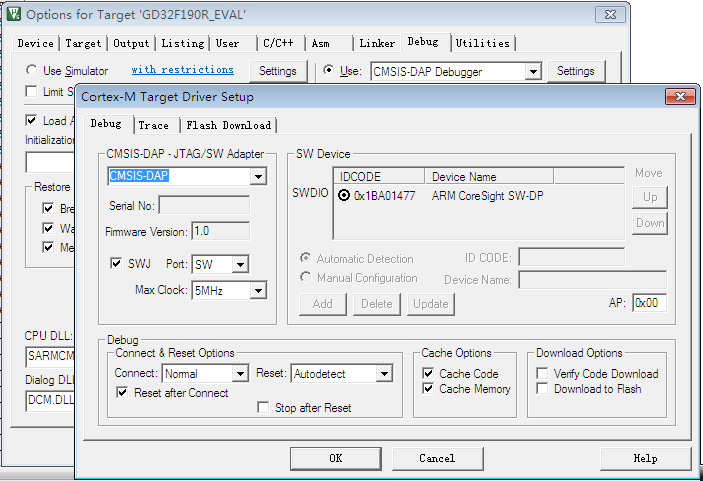 Options for Target 'GD32F190R_EVAL'
Device Target Output Listing User C/C++ Asm Linker Debug Utilities
Use Simulator with restrictions Settings Use: CMSIS-DAP Debugger Settings
Limit S
Load A
Initialization
Restore
Bre
Wa
Me
CPU DLL:
SARMCM
Dialog DLL
DCM.DLL
Cortex-M Target Driver Setup
Debug Trace Flash Download
CMSIS-DAP - JTAG/SW Adapter
CMSIS-DAP
Serial No:
Firmware Version: 1.0
SWJ Port: SW
Max Clock: 5MHz
SW Device
IDCODE Device Name Move
SWDIO 0x1BA01477 ARM CoreSight SW-DP Up
Down
Automatic Detection ID CODE:
Manual Configuration Device Name:
Add Delete Update AP: 0x00
Debug
Connect & Reset Options
Connect: Normal Reset: Autodetect
Reset after Connect
Stop after Reset
Cache Options
Cache Code
Cache Memory
Download Options
Verify Code Download
Download to Flash
OK Cancel Help